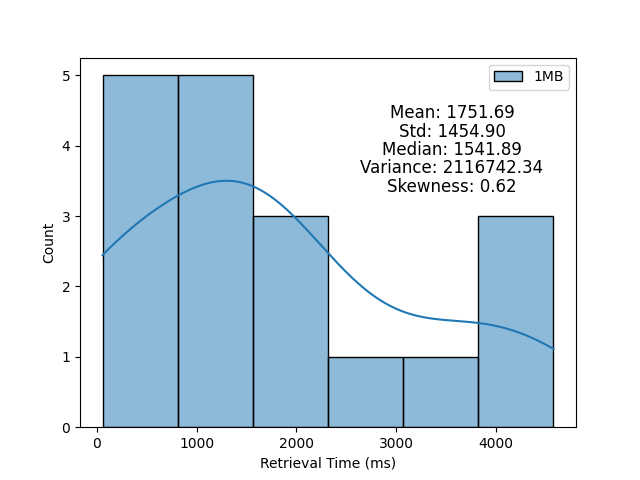 1MB
Mean: 1751.69
Std: 1454.90
Median: 1541.89
Variance: 2116742.34
Skewness: 0.62
5
4
3
2
1
0
Count
0 1000 2000 3000 4000
Retrieval Time (ms)